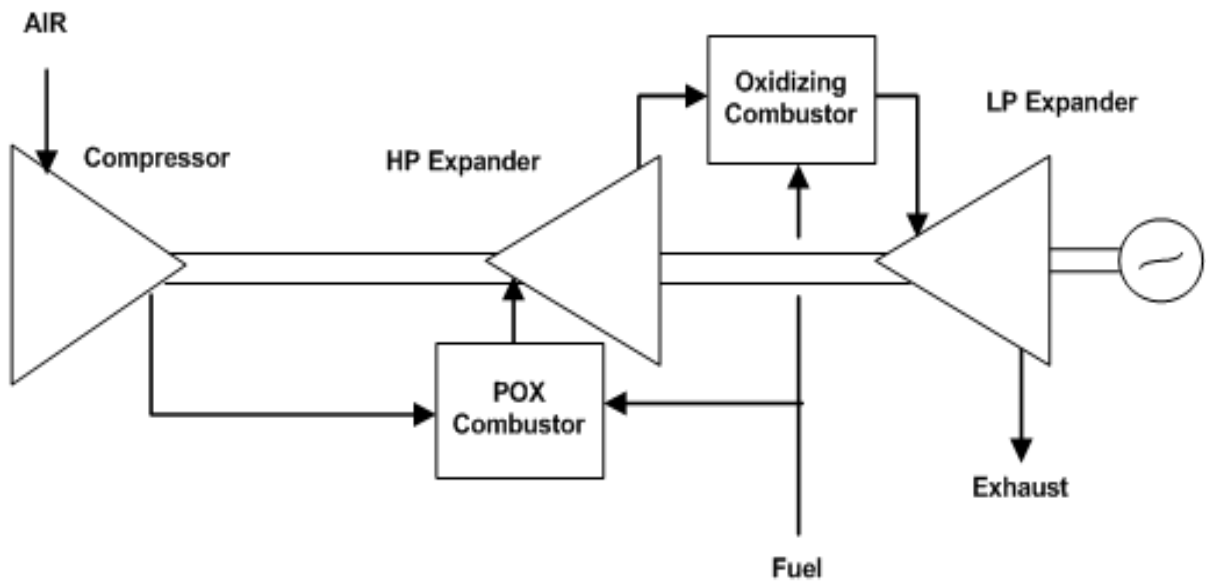 AIR
Oxidizing
Combustor
LP Expander
Compressor
HP Expander
POX
Combustor
Exhaust
Fuel